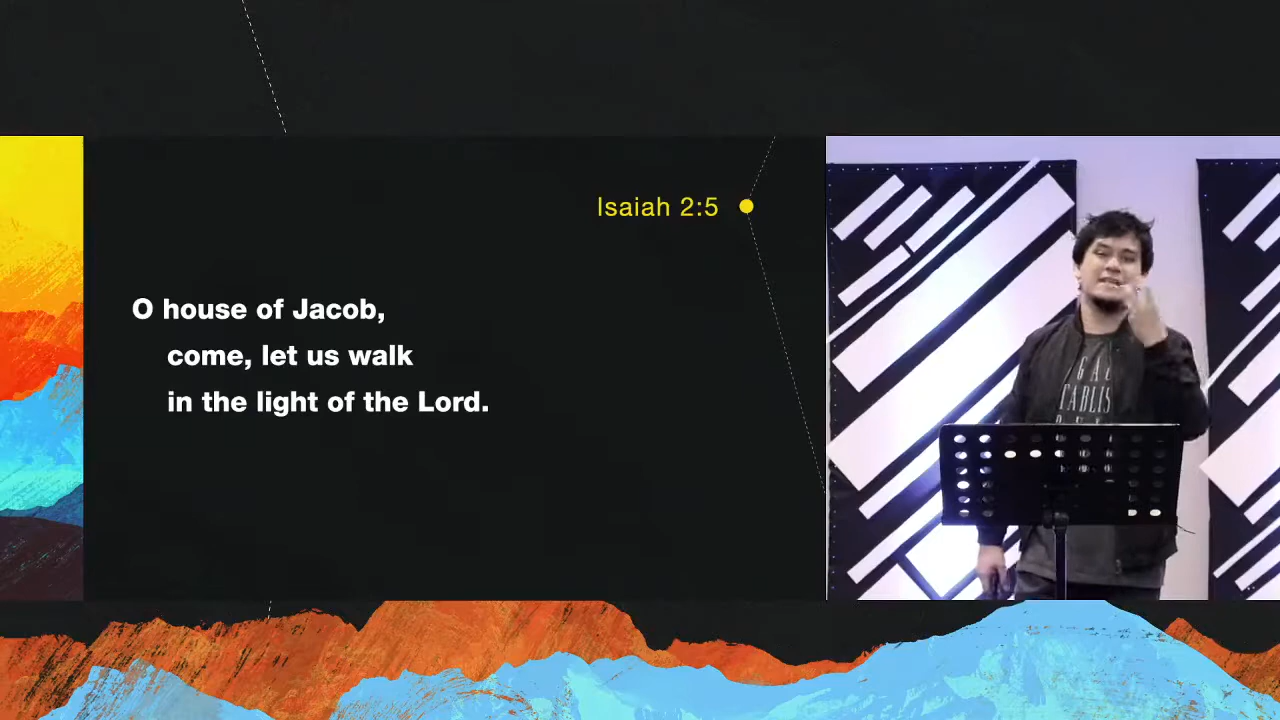 Isaiah 2:5
O house of Jacob,
come, let us walk
in the light of the Lord.